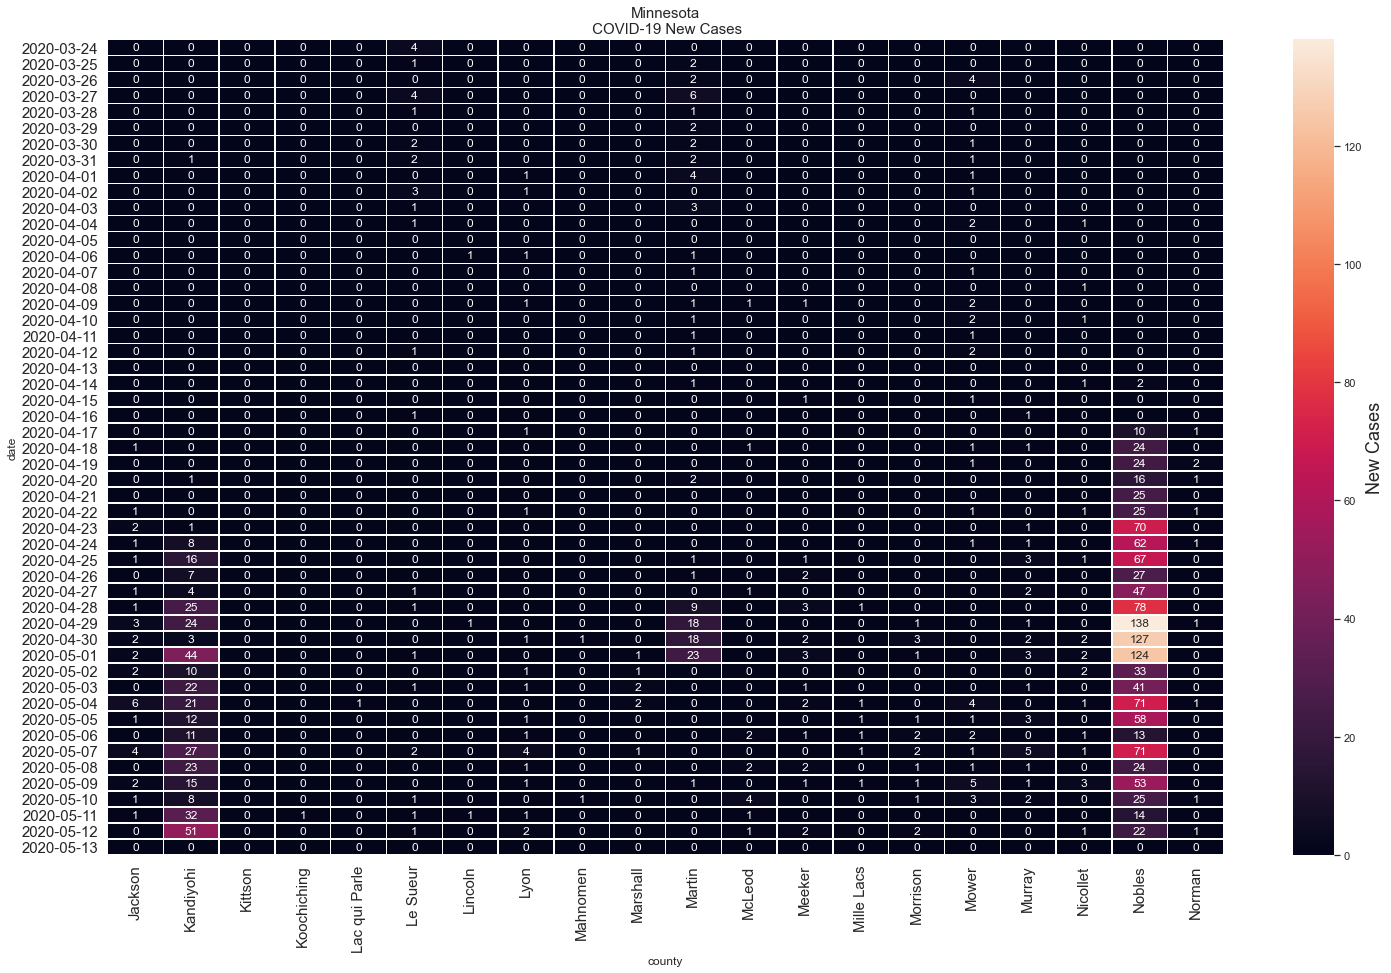 Minnesota
COVID-19 New Cases
2020-03-24 0 0 0 0 0 4 0 0 0 0 0 0 0 0 0 0 0 0 0 0
2020-03-25 0 0 0 0 0 1 0 0 0 0 2 0 0 0 0 0 0 0 0 0
2020-03-26 0 0 0 0 0 0 0 0 0 0 2 0 0 0 0 4 0 0 0 0
2020-03-27 0 0 0 0 0 4 0 0 0 0 6 0 0 0 0 0 0 0 0 0
2020-03-28 0 0 0 0 0 1 0 0 0 0 1 0 0 0 0 1 0 0 0 0
2020-03-29 0 0 0 0 0 0 0 0 0 0 2 0 0 0 0 0 0 0 0 0
2020-03-30 0 0 0 0 0 2 0 0 0 0 2 0 0 0 0 1 0 0 0 0
2020-03-31 0 1 0 0 0 2 0 0 0 0 2 0 0 0 0 1 0 0 0 0
2020-04-01 0 0 0 0 0 0 0 1 0 0 4 0 0 0 0 1 0 0 0 0
2020-04-02 0 0 0 0 0 3 0 1 0 0 0 0 0 0 0 1 0 0 0 0
2020-04-03 0 0 0 0 0 1 0 0 0 0 3 0 0 0 0 0 0 0 0 0
2020-04-04 0 0 0 0 0 1 0 0 0 0 0 0 0 0 0 2 0 1 0 0
2020-04-05 0 0 0 0 0 0 0 0 0 0 0 0 0 0 0 0 0 0 0 0
2020-04-06 0 0 0 0 0 0 1 1 0 0 1 0 0 0 0 0 0 0 0 0
2020-04-07 0 0 0 0 0 0 0 0 0 0 1 0 0 0 0 1 0 0 0 0
2020-04-08 0 0 0 0 0 0 0 0 0 0 0 0 0 0 0 0 0 1 0 0
2020-04-09 0 0 0 0 0 0 0 1 0 0 1 1 1 0 0 2 0 0 0 0
2020-04-10 0 0 0 0 0 0 0 0 0 0 1 0 0 0 0 2 0 1 0 0
2020-04-11 0 0 0 0 0 0 0 0 0 0 1 0 0 0 0 1 0 0 0 0
2020-04-12 0 0 0 0 0 1 0 0 0 0 1 0 0 0 0 2 0 0 0 0
2020-04-13 0 0 0 0 0 0 0 0 0 0 0 0 0 0 0 0 0 0 0 0
2020-04-14 0 0 0 0 0 0 0 0 0 0 1 0 0 0 0 0 0 1 2 0
2020-04-15 0 0 0 0 0 0 0 0 0 0 0 0 1 0 0 1 0 0 0 0
2020-04-16 0 0 0 0 0 1 0 0 0 0 0 0 0 0 0 0 1 0 0 0
2020-04-17 0 0 0 0 0 0 0 1 0 0 0 0 0 0 0 0 0 0 10 1
2020-04-18 1 0 0 0 0 0 0 0 0 0 0 1 0 0 0 1 1 0 24 0
2020-04-19 0 0 0 0 0 0 0 0 0 0 0 0 0 0 0 1 0 0 24 2
2020-04-20 0 1 0 0 0 0 0 0 0 0 2 0 0 0 0 0 0 0 16 1
2020-04-21 0 0 0 0 0 0 0 0 0 0 0 0 0 0 0 0 0 0 25 0
2020-04-22 1 0 0 0 0 0 0 1 0 0 0 0 0 0 0 1 0 1 25 1
2020-04-23 2 1 0 0 0 0 0 0 0 0 0 0 0 0 0 0 1 0 70 0
2020-04-24 1 8 0 0 0 0 0 0 0 0 0 0 0 0 0 1 1 0 62 1
2020-04-25 1 16 0 0 0 0 0 0 0 0 1 0 1 0 0 0 3 1 67 0
2020-04-26 0 7 0 0 0 0 0 0 0 0 1 0 2 0 0 0 0 0 27 0
2020-04-27 1 4 0 0 0 1 0 0 0 0 0 1 0 0 0 0 2 0 47 0
2020-04-28 1 25 0 0 0 1 0 0 0 0 9 0 3 1 0 0 0 0 78 0
2020-04-29 3 24 0 0 0 0 1 0 0 0 18 0 0 0 1 0 1 0 138 1
2020-04-30 2 3 0 0 0 0 0 1 1 0 18 0 2 0 3 0 2 2 127 0
2020-05-01 2 44 0 0 0 1 0 0 0 1 23 0 3 0 1 0 3 2 124 0
2020-05-02 2 10 0 0 0 0 0 1 0 1 0 0 0 0 0 0 0 2 33 0
2020-05-03 0 22 0 0 0 1 0 1 0 2 0 0 1 0 0 0 1 0 41 0
2020-05-04 6 21 0 0 1 0 0 0 0 2 0 0 2 1 0 4 0 1 71 1
2020-05-05 1 12 0 0 0 0 0 1 0 0 0 0 0 1 1 1 3 0 58 0
2020-05-06 0 11 0 0 0 0 0 1 0 0 0 2 1 1 2 2 0 1 13 0
2020-05-07 4 27 0 0 0 2 0 4 0 1 0 0 0 1 2 1 5 1 71 0
2020-05-08 0 23 0 0 0 0 0 1 0 0 0 2 2 0 1 1 1 0 24 0
2020-05-09 2 15 0 0 0 0 0 1 0 0 1 0 1 1 1 5 1 3 53 0
2020-05-10 1 8 0 0 0 1 0 0 1 0 0 4 0 0 1 3 2 0 25 1
2020-05-11 1 32 0 1 0 1 1 1 0 0 0 1 0 0 0 0 0 0 14 0
2020-05-12 0 51 0 0 0 1 0 2 0 0 0 1 2 0 2 0 0 1 22 1
2020-05-13 0 0 0 0 0 0 0 0 0 0 0 0 0 0 0 0 0 0 0 0
date
Jackson Kandiyohi Kittson Koochiching Lac qui Parle Le Sueur Lincoln Lyon Mahnomen Marshall Martin McLeod Meeker Mille Lacs Morrison Mower Murray Nicollet Nobles Norman
county
120
100
80
60
40
20
0
New Cases